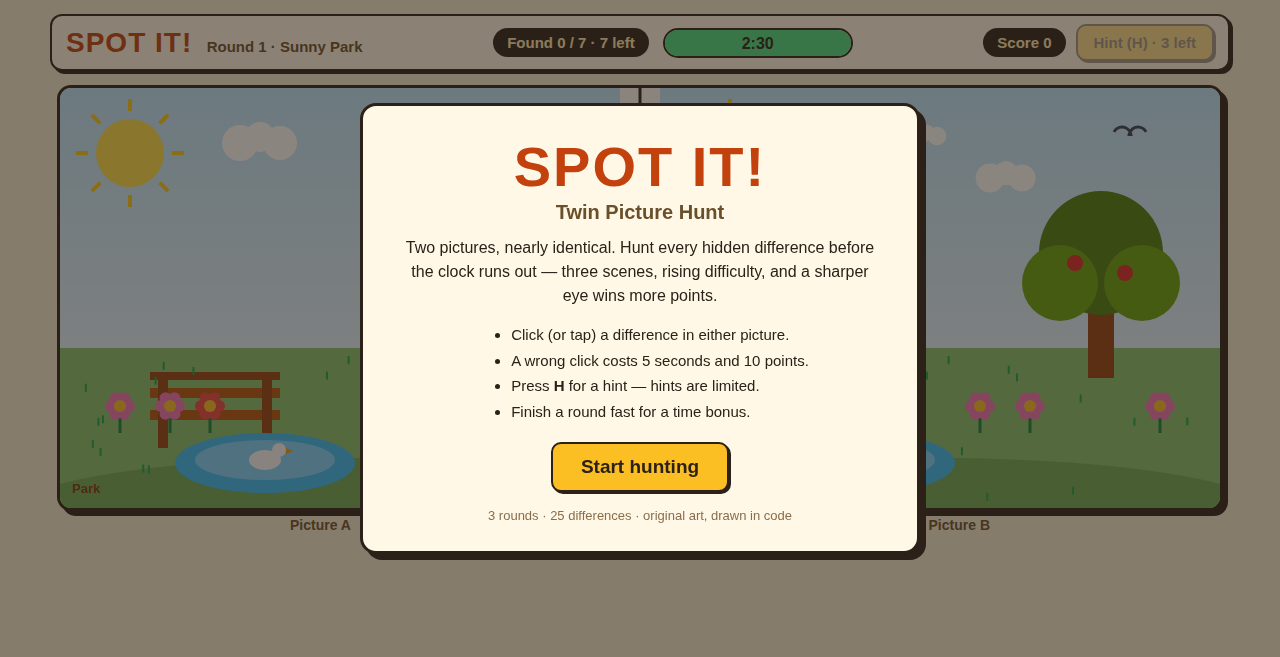 SPOT IT! Round 1 · Sunny Park Found 0 / 7 · 7 left 2:30 Score 0 Hint (H) · 3 left
SPOT IT!
Twin Picture Hunt
Two pictures, nearly identical. Hunt every hidden difference before
the clock runs out — three scenes, rising difficulty, and a sharper
eye wins more points.
• Click (or tap) a difference in either picture.
• A wrong click costs 5 seconds and 10 points.
• Press H for a hint — hints are limited.
• Finish a round fast for a time bonus.
Start hunting
3 rounds · 25 differences · original art, drawn in code
Park
Picture A Picture B